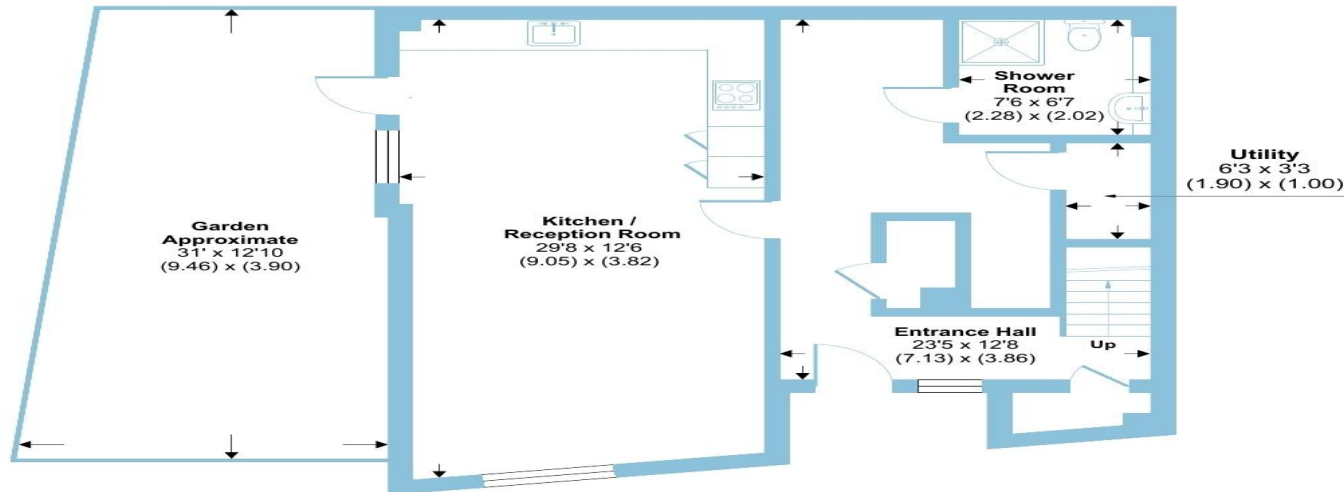 Shower
Room
7'6 x 6'7
(2.28) x (2.02)
Utility
6'3 x 3'3
(1.90) x (1.00)
Garden
Approximate
31' x 12'10
(9.46) x (3.90)
Kitchen /
Reception Room
29'8 x 12'6
(9.05) x (3.82)
Entrance Hall
23'5 x 12'8
(7.13) x (3.86)
Up